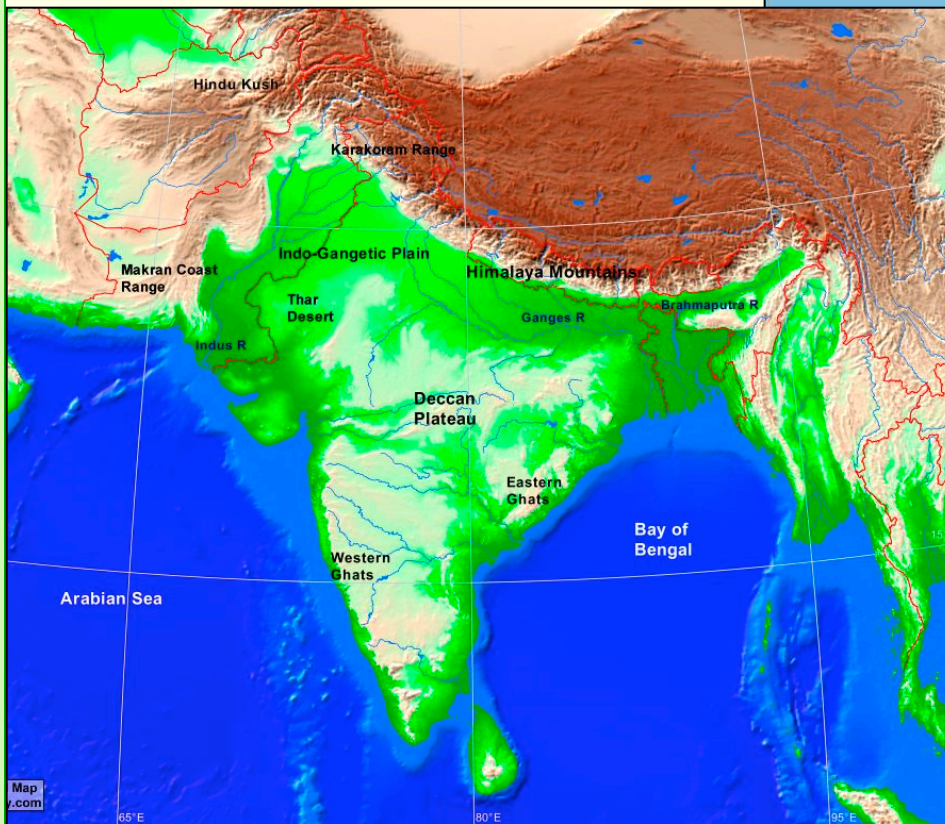 Hindu Kush
Karakoram Range
Indo-Gangetic Plain
Makran Coast
Range
Himalaya Mountains
Thar
Desert
Brahmaputra R
Ganges R
Indus R
Deccan
Plateau
Eastern
Ghats
Bay of
Bengal
15
Western
Ghats
Arabian Sea
Map
y.com
65°E
80°E
95°E